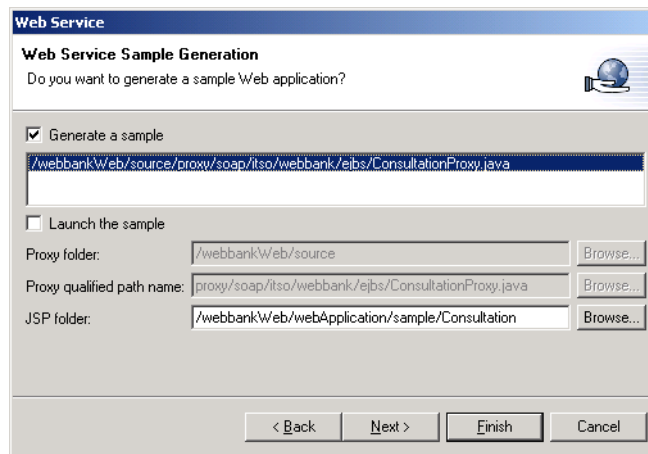 Web Service
Web Service Sample Generation
Do you want to generate a sample Web application?
Generate a sample
/webbankWeb/source/proxy/soap/itso/webbank/ejbs/ConsultationProxy.java
Launch the sample
Proxy folder: /webbankWeb/source Browse...
Proxy qualified path name: proxy/soap/itso/webbank/ejbs/ConsultationProxy.java Browse...
JSP folder: /webbankWeb/webApplication/sample/Consultation Browse...
< Back Next > Finish Cancel